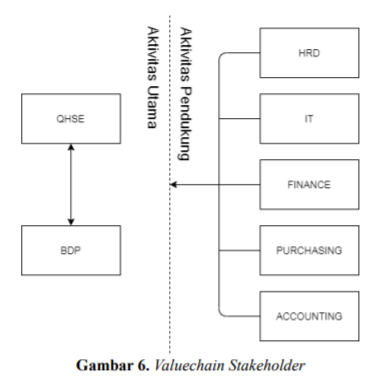 Aktivitas Utama
Aktivitas Pendukung
HRD
QHSE
IT
FINANCE
BDP
PURCHASING
ACCOUNTING
Gambar 6. Valuechain Stakeholder